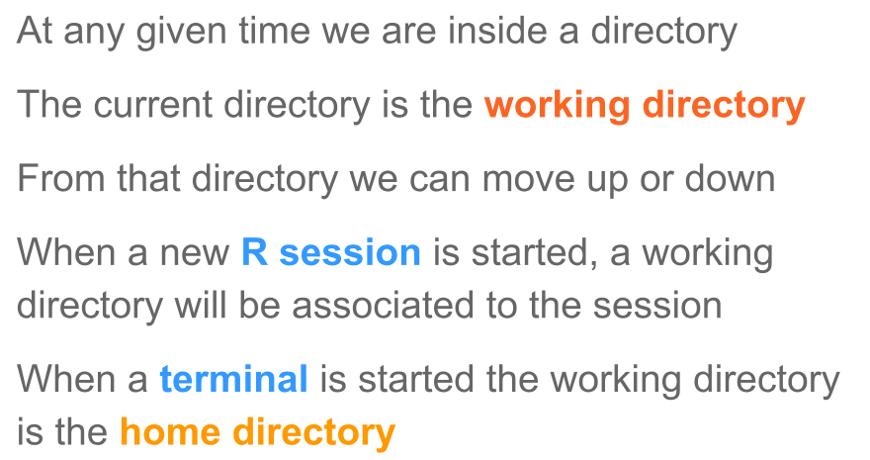 At any given time we are inside a directory
The current directory is the working directory
From that directory we can move up or down
When a new R session is started, a working
directory will be associated to the session
When a terminal is started the working directory
is the home directory